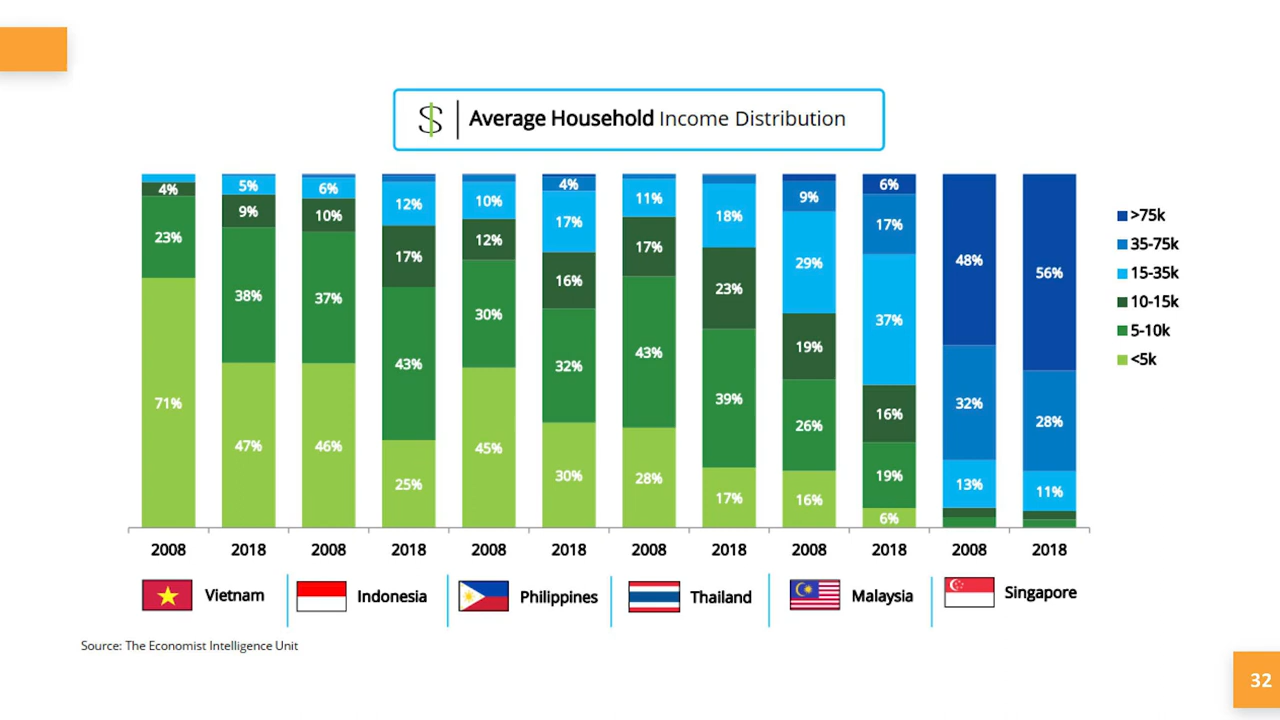 $ Average Household Income Distribution
4% 5% 6% 12% 10% 4% 11% 18% 9% 6% 48% 56%
23% 9% 10% 17% 12% 17% 17% 23% 29% 17% 32% 28%
71% 38% 37% 43% 30% 16% 43% 39% 19% 37% 13% 11%
47% 46% 25% 45% 32% 28% 17% 26% 16%
30% 16% 19%
6%
>75k
35-75k
15-35k
10-15k
5-10k
<5k
2008 2018 2008 2018 2008 2018 2008 2018 2008 2018 2008 2018
Vietnam Indonesia Philippines Thailand Malaysia Singapore
Source: The Economist Intelligence Unit
32